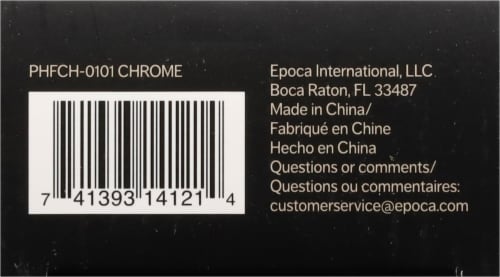 PHFCH-0101 CHROME
7 41393 14121 4
Epoca International, LLC
Boca Raton, FL 33487
Made in China/
Fabriqué en Chine
Hecho en China
Questions or comments/
Questions ou commentaires:
customerservice@epoca.com